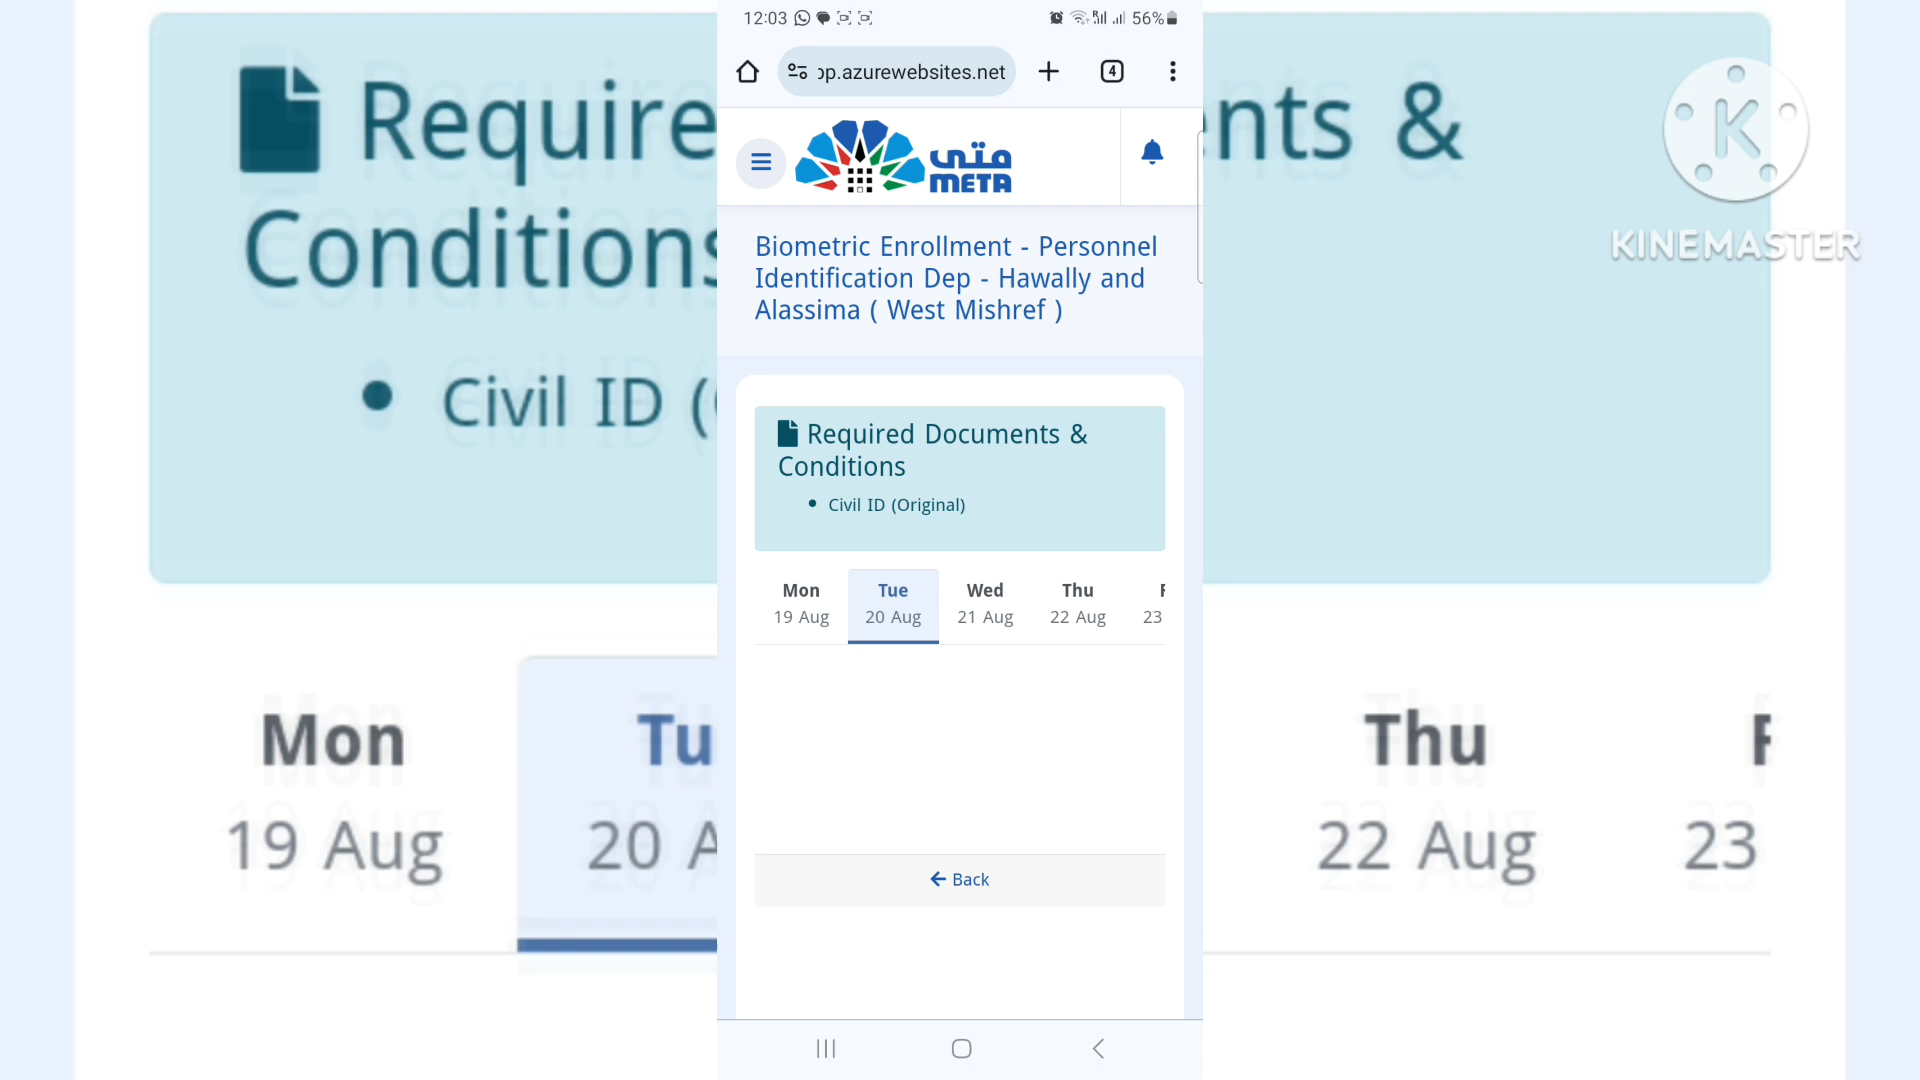 12:03
56%
op.azurewebsites.net
4
متى
META
Biometric Enrollment - Personnel
Identification Dep - Hawally and
Alassima ( West Mishref )
Required Documents &
Conditions
Civil ID (Original)
Mon Tue Wed Thu F
19 Aug 20 Aug 21 Aug 22 Aug 23
Back
Require
nts &
Conditions
Civil ID (
Mon Tu Thu F
19 Aug 20 A 22 Aug 23
K
KINEMASTER